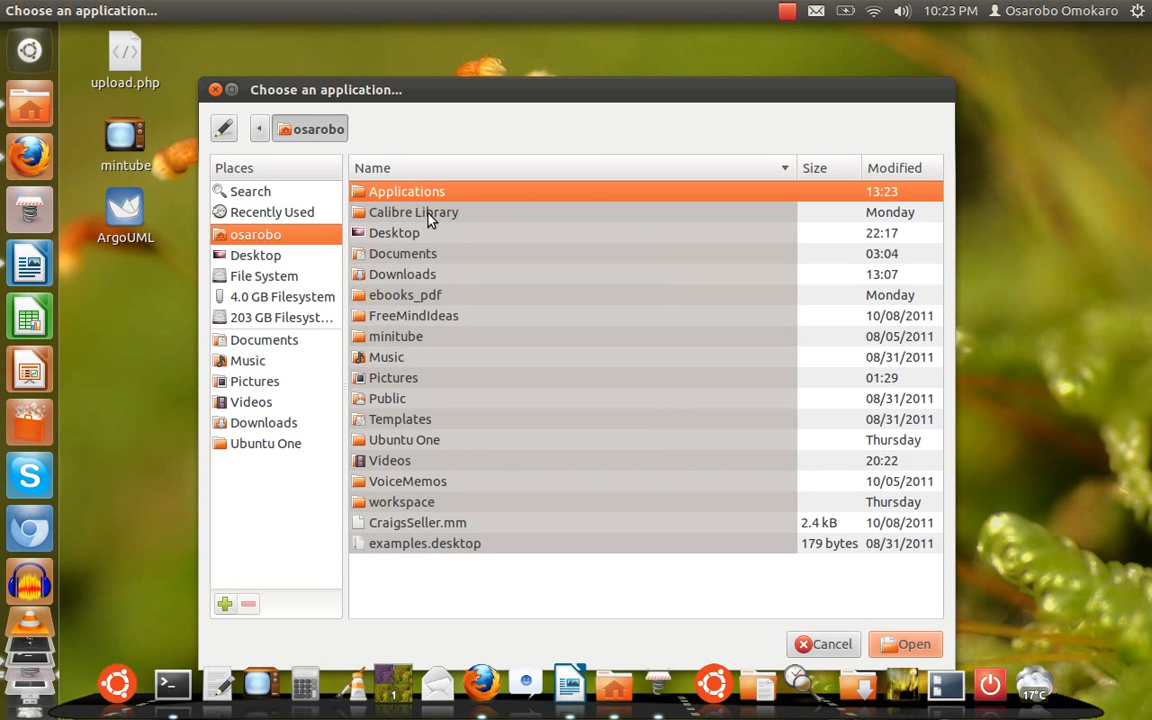 Choose an application...
10:23 PM
Osarobo Omokaro
upload.php
mintube
ArgoUML
Choose an application...
osarobo
Places
Search
Recently Used
osarobo
Desktop
File System
4.0 GB Filesystem
203 GB Filesyst...
Documents
Music
Pictures
Videos
Downloads
Ubuntu One
Name Size Modified
Applications 13:23
Calibre Library Monday
Desktop 22:17
Documents 03:04
Downloads 13:07
ebooks_pdf Monday
FreeMindIdeas 10/08/2011
minitube 08/05/2011
Music 08/31/2011
Pictures 01:29
Public 08/31/2011
Templates 08/31/2011
Ubuntu One Thursday
Videos 20:22
VoiceMemos 10/05/2011
workspace Thursday
CraigsSeller.mm 2.4 kB 10/08/2011
examples.desktop 179 bytes 08/31/2011
Cancel Open
1
17°C